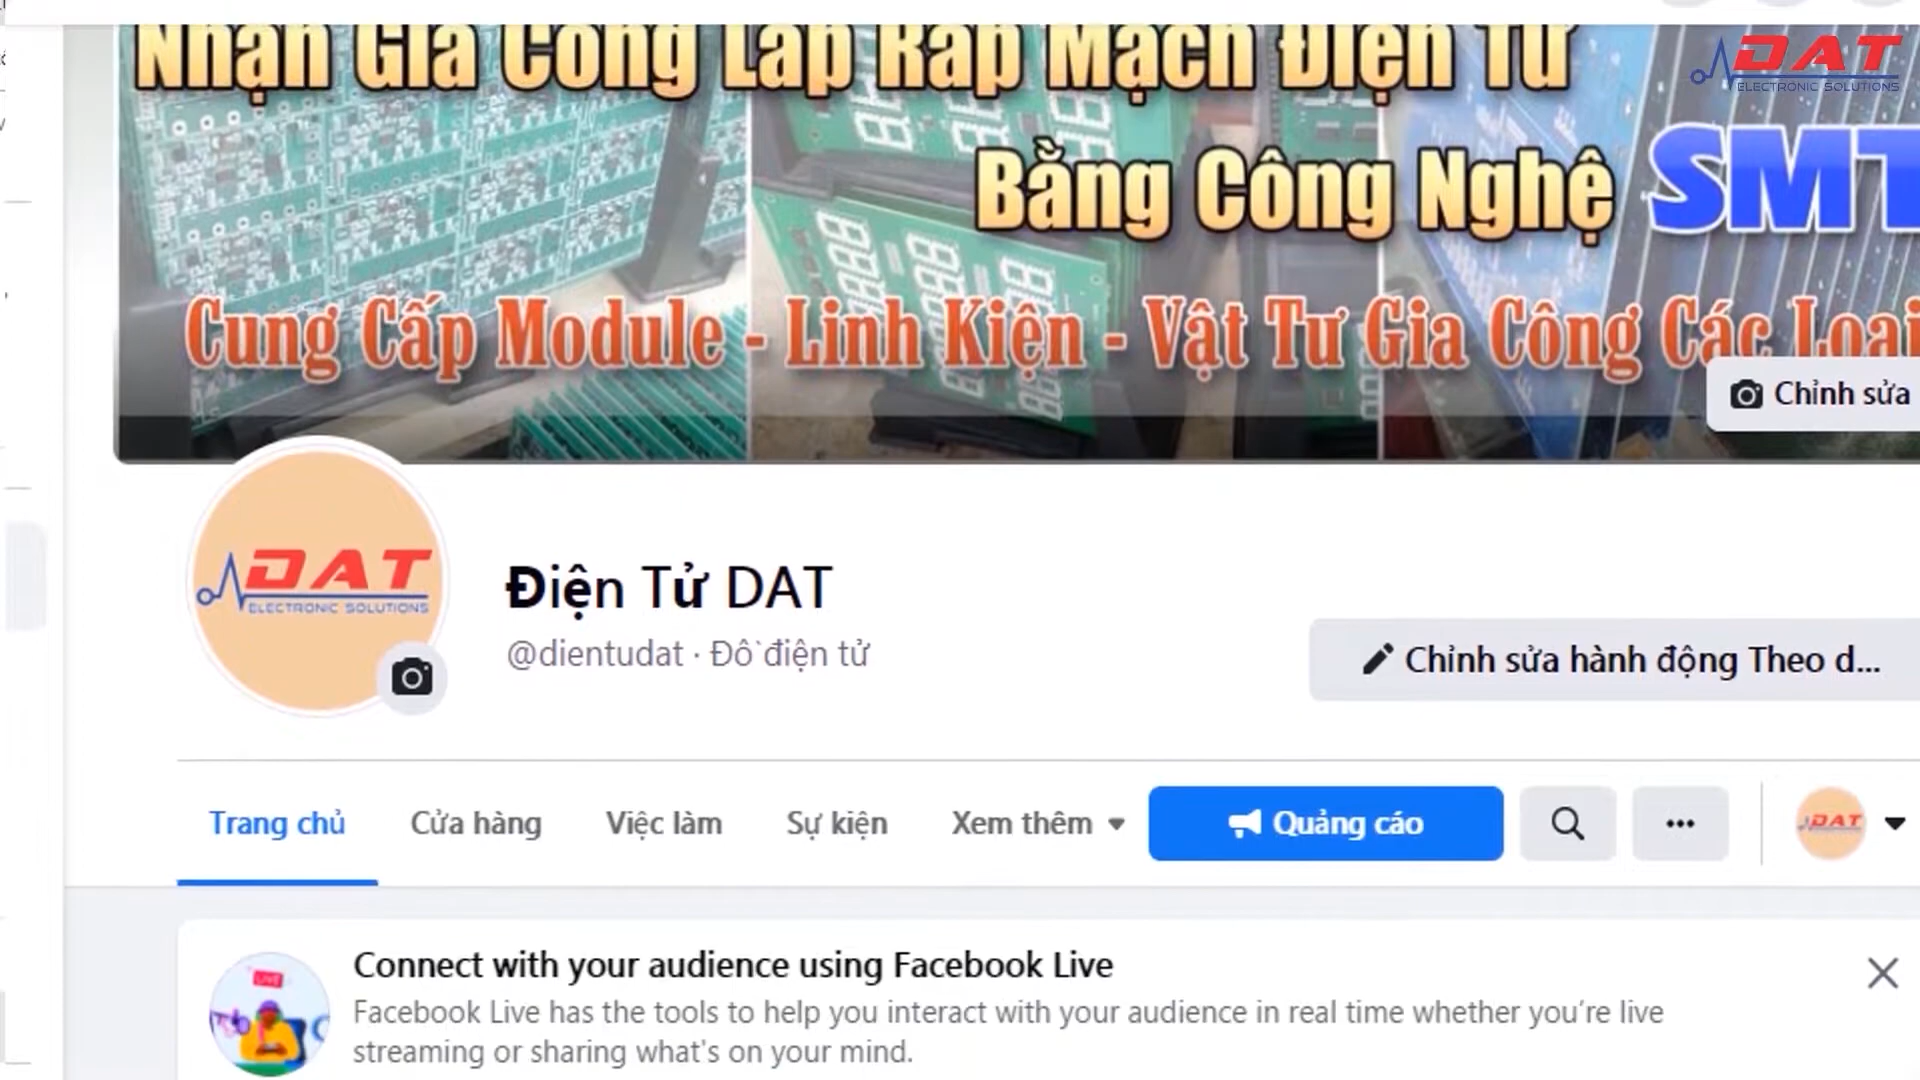 Nhận Gia Công Lắp Ráp Mạch Điện Tử
DAT
ELECTRONIC SOLUTIONS
Bằng Công Nghệ SMT
Cung Cấp Module - Linh Kiện - Vật Tư Gia Công Các Loại
Chỉnh sửa
DAT
ELECTRONIC SOLUTIONS
Điện Tử DAT
@dientudat · Đồ điện tử
Chỉnh sửa hành động Theo d...
Trang chủ
Cửa hàng
Việc làm
Sự kiện
Xem thêm
Quảng cáo
DAT
LIVE
Connect with your audience using Facebook Live
Facebook Live has the tools to help you interact with your audience in real time whether you’re live
streaming or sharing what's on your mind.